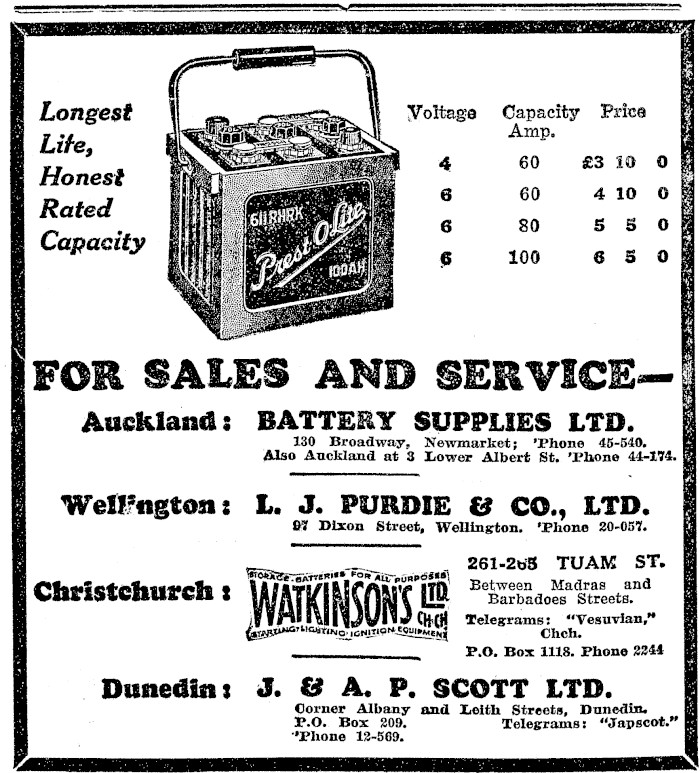 Longest
Life,
Honest
Rated
Capacity
611RHRK
Prest-O-Lite
100AH
Voltage Capacity Amp. Price
4 60 £3 10 0
6 60 4 10 0
6 80 5 5 0
6 100 6 5 0
FOR SALES AND SERVICE—
Auckland: BATTERY SUPPLIES LTD.
130 Broadway, Newmarket; 'Phone 45-540.
Also Auckland at 3 Lower Albert St. 'Phone 44-174.
Wellington: L. J. PURDIE & CO., LTD.
97 Dixon Street, Wellington. 'Phone 20-057.
Christchurch:
STORAGE BATTERIES FOR ALL PURPOSES
WATKINSON'S LTD. CH-CH
STARTING·LIGHTING·IGNITION EQUIPMENT
261-265 TUAM ST.
Between Madras and
Barbadoes Streets.
Telegrams: "Vesuvian,"
Chch.
P.O. Box 1118. Phone 2244
Dunedin: J. & A. P. SCOTT LTD.
Corner Albany and Leith Streets, Dunedin.
P.O. Box 209. Telegrams: "Japscot."
'Phone 12-569.